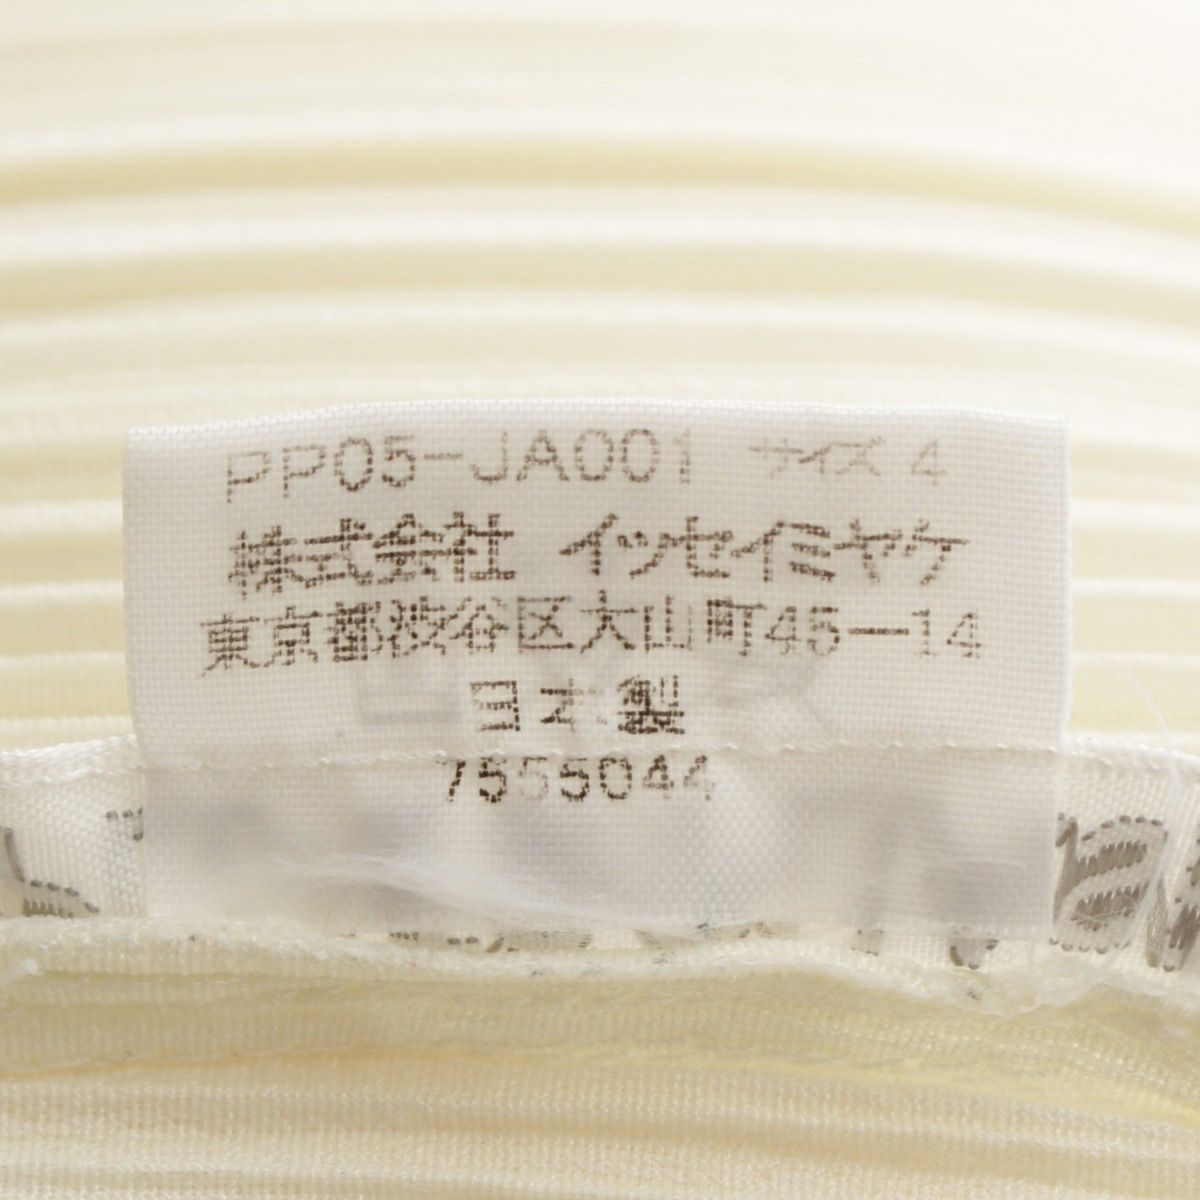 PP05-JA001 サイズ 4
株式会社 イッセイミヤケ
東京都渋谷区大山町45-14
日本製
7555044